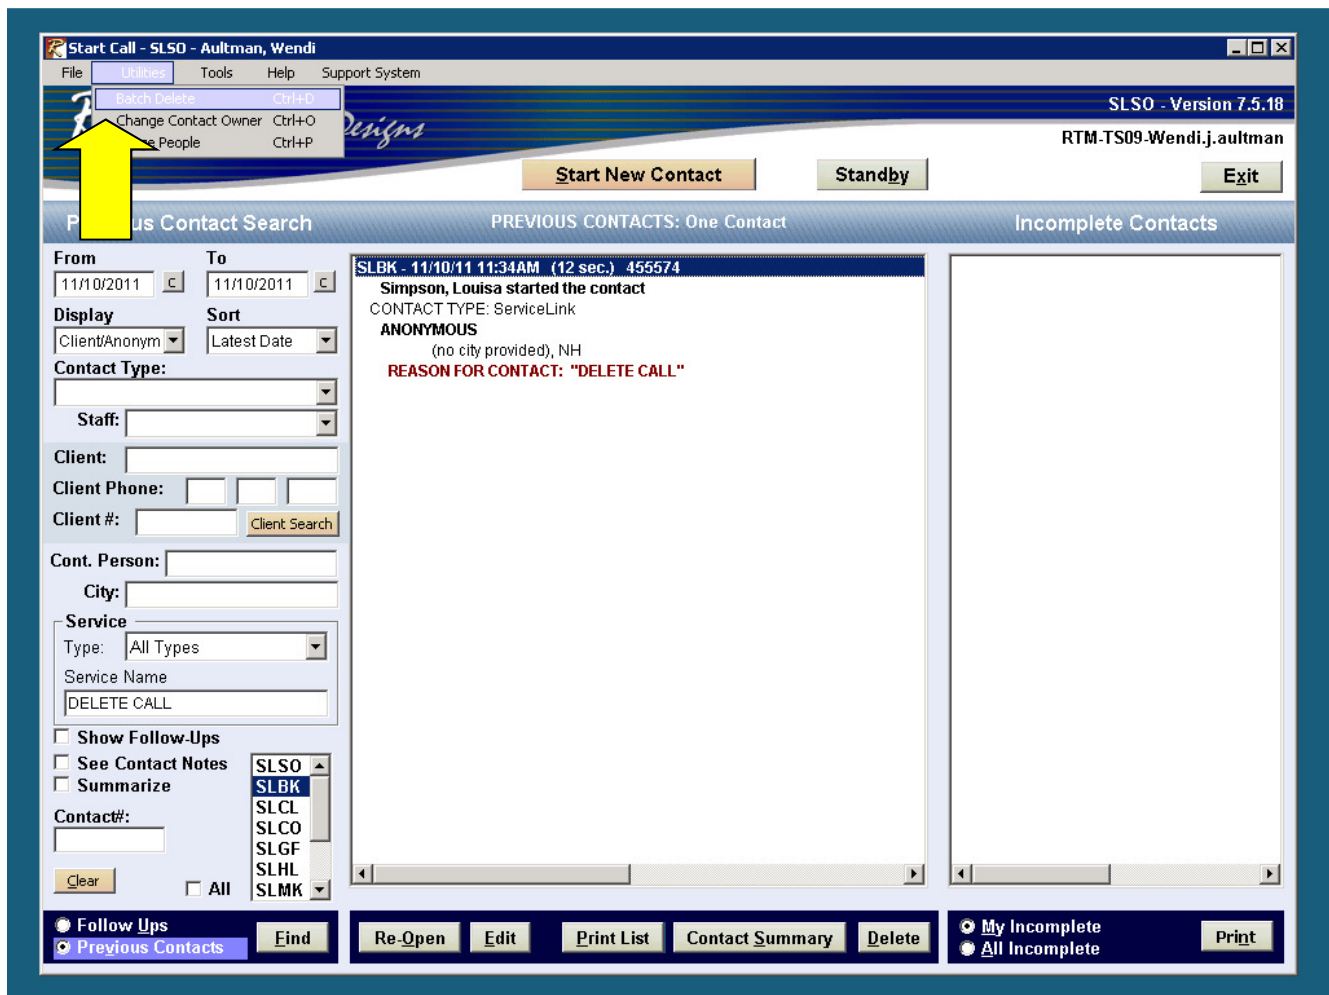 Start Call - SLSO - Aultman, Wendi
File Utilities Tools Help Support System
Batch Delete Ctrl+D
Change Contact Owner Ctrl+O
People Ctrl+P
Designs
SLSO - Version 7.5.18
RTM-TS09-Wendi.j.aultman
Start New Contact Standby Exit
us Contact Search
PREVIOUS CONTACTS: One Contact
Incomplete Contacts
From To
11/10/2011 C 11/10/2011 C
Display Sort
Client/Anonym Latest Date
Contact Type:
Staff:
Client:
Client Phone:
Client #: Client Search
Cont. Person:
City:
Service
Type: All Types
Service Name
DELETE CALL
Show Follow-Ups
See Contact Notes
Summarize
Contact#:
Clear
All
SLSO
SLBK
SLCL
SLCO
SLGF
SLHL
SLMK
SLBK - 11/10/11 11:34AM (12 sec.) 455574
Simpson, Louisa started the contact
CONTACT TYPE: ServiceLink
ANONYMOUS
(no city provided), NH
REASON FOR CONTACT: "DELETE CALL"
Follow Ups
Previous Contacts
Find
Re-Open Edit Print List Contact Summary Delete
My Incomplete
All Incomplete
Print